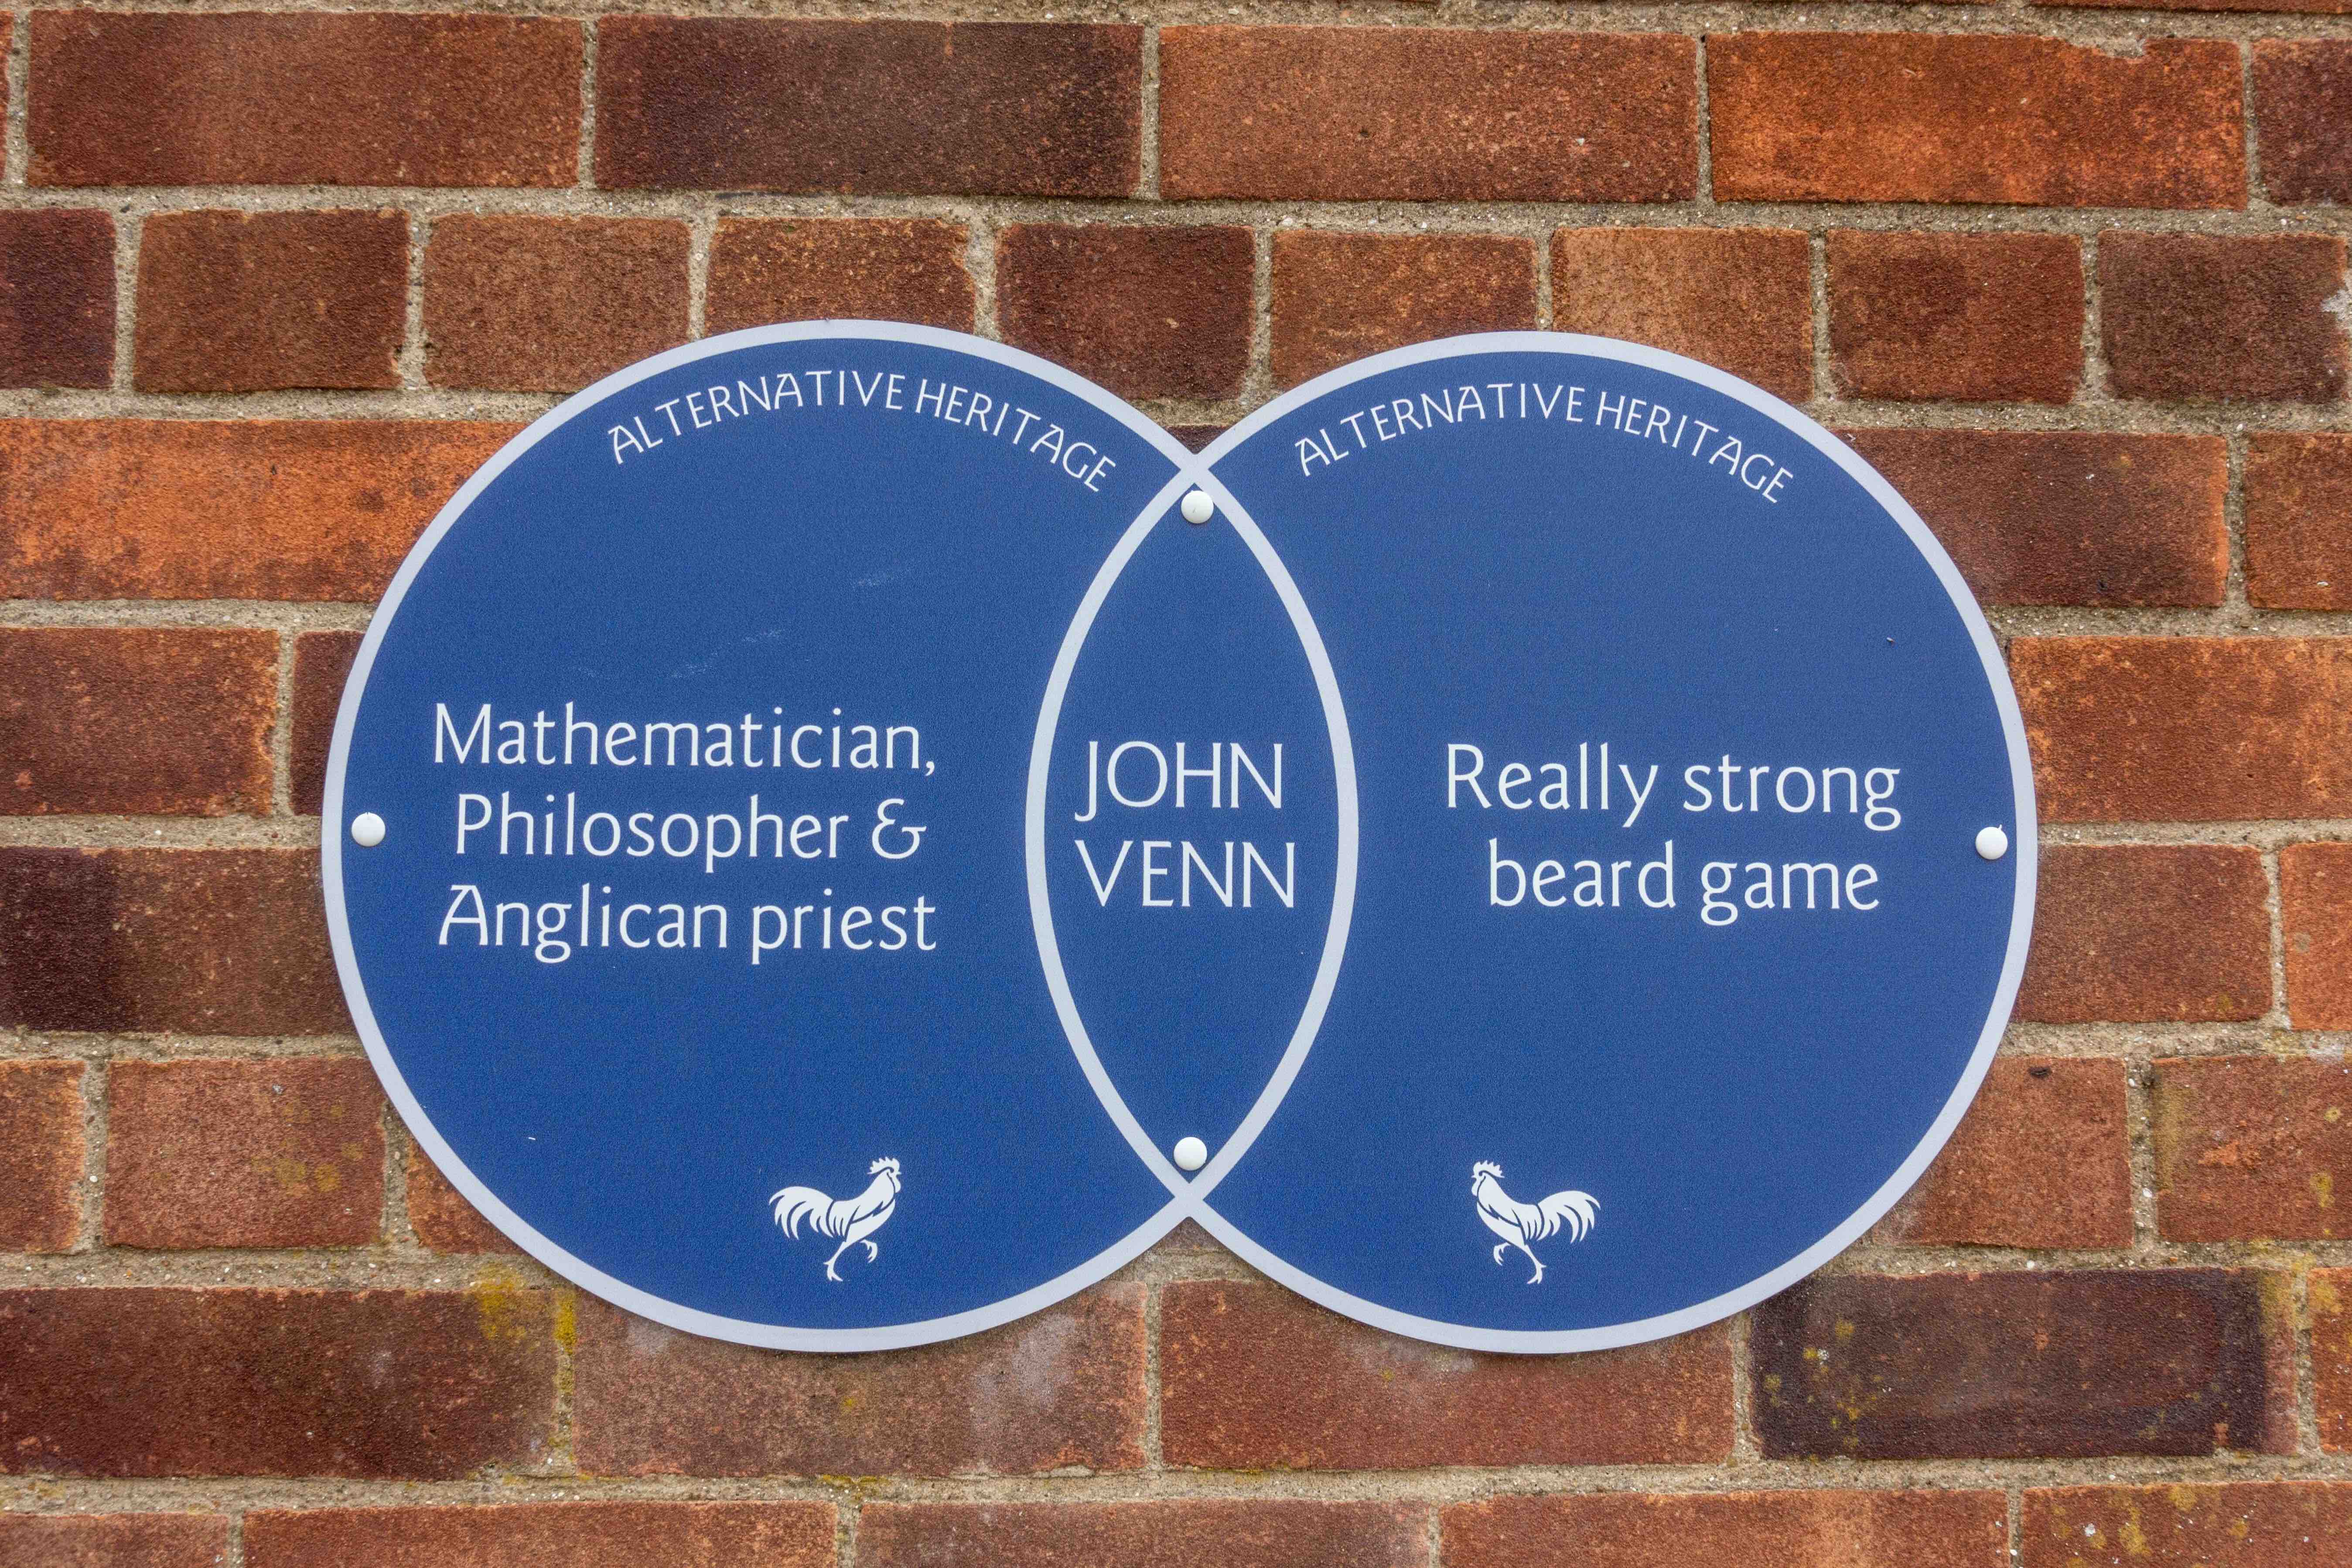 ALTERNATIVE HERITAGE
Mathematician,
Philosopher &
Anglican priest
JOHN
VENN
ALTERNATIVE HERITAGE
Really strong
beard game